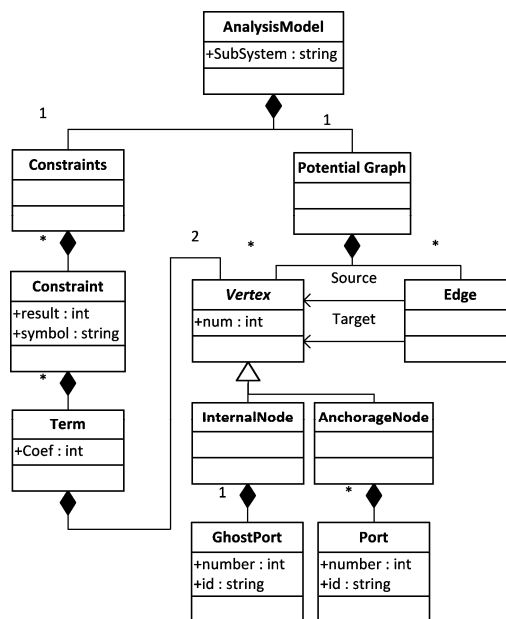 AnalysisModel
+SubSystem : string
1
1
Constraints
Potential Graph
*
2
*
*
Constraint
+result : int
+symbol : string
Vertex
+num : int
Source
Target
Edge
*
Term
+Coef : int
InternalNode
AnchorageNode
1
*
GhostPort
+number : int
+id : string
Port
+number : int
+id : string